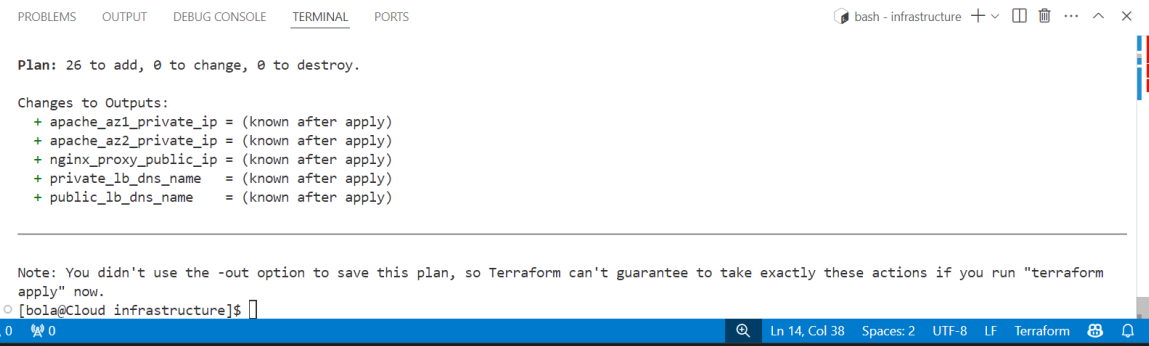 PROBLEMS OUTPUT DEBUG CONSOLE TERMINAL PORTS bash - infrastructure
Plan: 26 to add, 0 to change, 0 to destroy.
Changes to Outputs:
+ apache_az1_private_ip = (known after apply)
+ apache_az2_private_ip = (known after apply)
+ nginx_proxy_public_ip = (known after apply)
+ private_lb_dns_name = (known after apply)
+ public_lb_dns_name = (known after apply)
Note: You didn't use the -out option to save this plan, so Terraform can't guarantee to take exactly these actions if you run "terraform
apply" now.
[bola@Cloud infrastructure]$
0 0 Ln 14, Col 38 Spaces: 2 UTF-8 LF Terraform